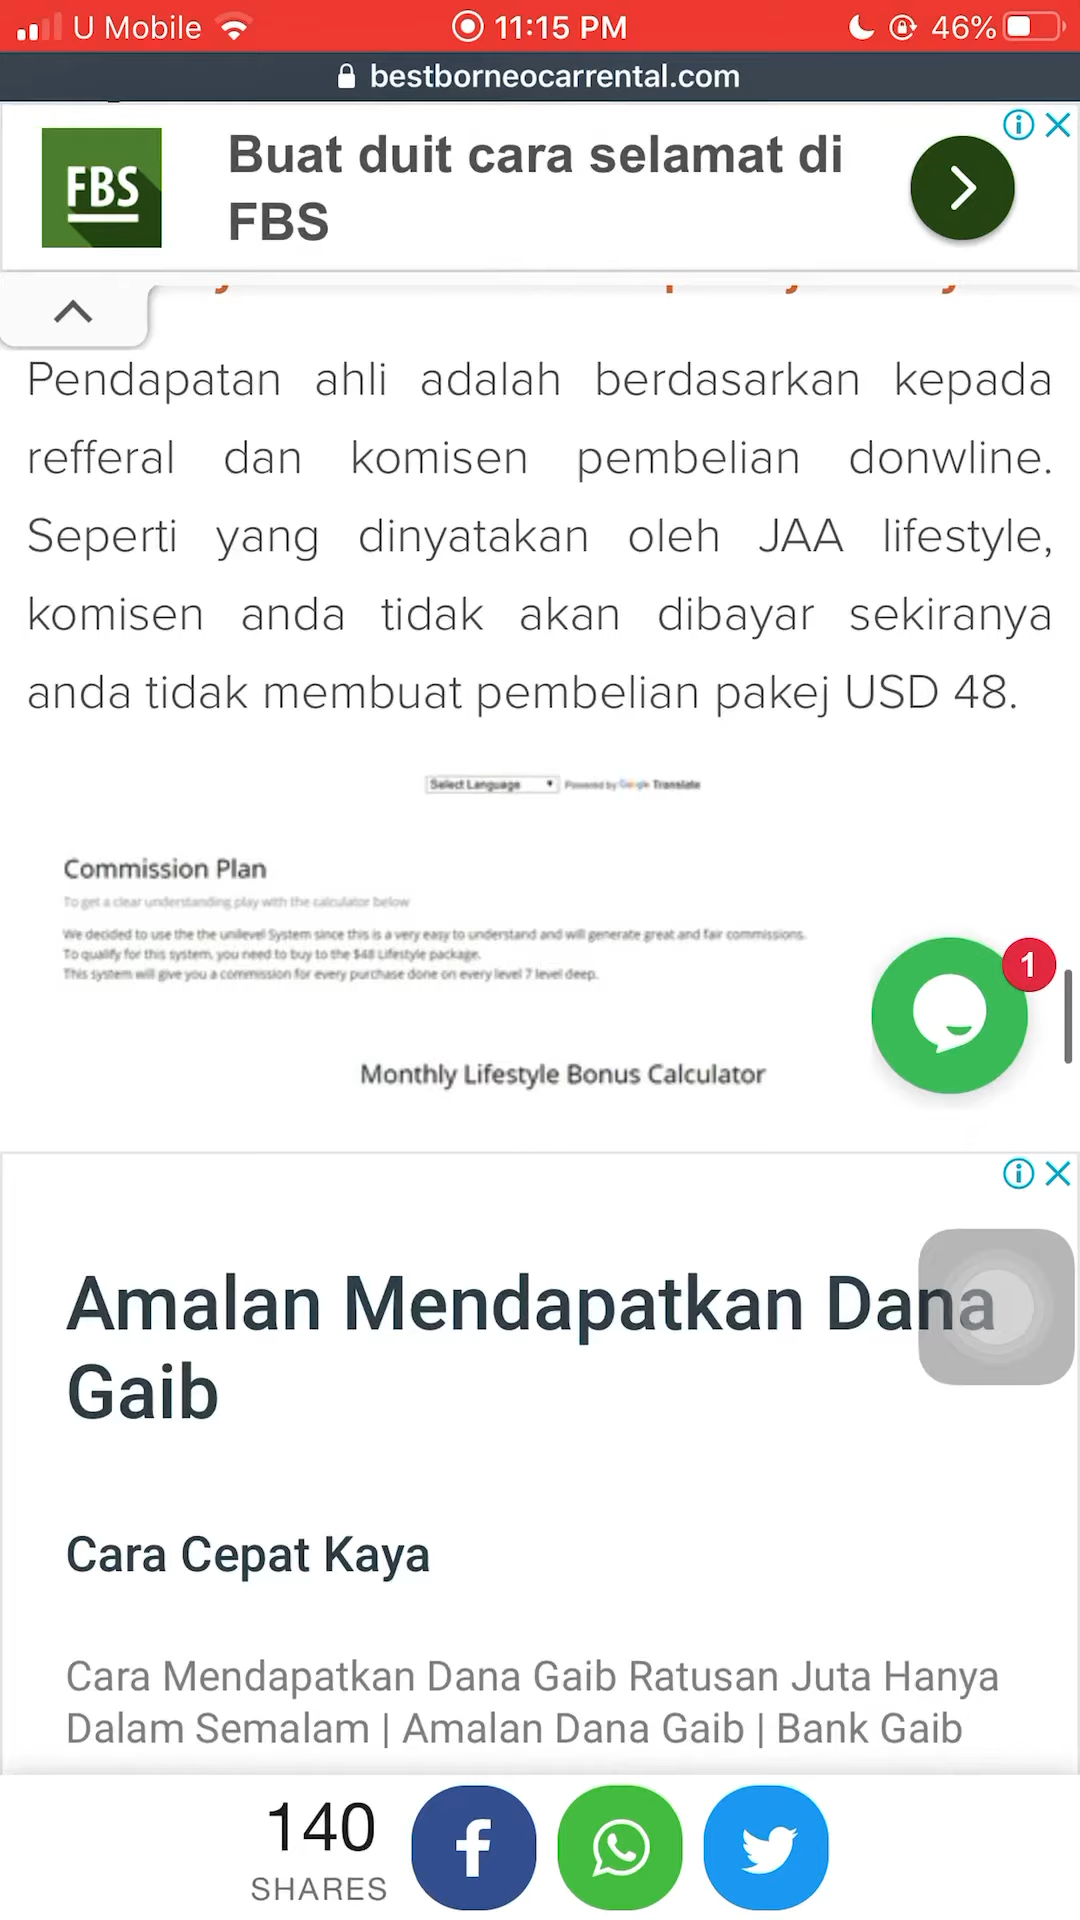 U Mobile 11:15 PM 46%
bestborneocarrental.com
FBS
Buat duit cara selamat di
FBS
Pendapatan ahli adalah berdasarkan kepada
refferal dan komisen pembelian donwline.
Seperti yang dinyatakan oleh JAA lifestyle,
komisen anda tidak akan dibayar sekiranya
anda tidak membuat pembelian pakej USD 48.
Select Language Powered by Google Translate
Commission Plan
To get a clear understanding play with the calculator below
We decided to use the the unilevel System since this is a very easy to understand and will generate great and fair commissions.
To qualify for this system, you need to buy to the $48 Lifestyle package.
This system will give you a commission for every purchase done on every level 7 level deep.
1
Monthly Lifestyle Bonus Calculator
Amalan Mendapatkan Dana
Gaib
Cara Cepat Kaya
Cara Mendapatkan Dana Gaib Ratusan Juta Hanya
Dalam Semalam | Amalan Dana Gaib | Bank Gaib
140
SHARES